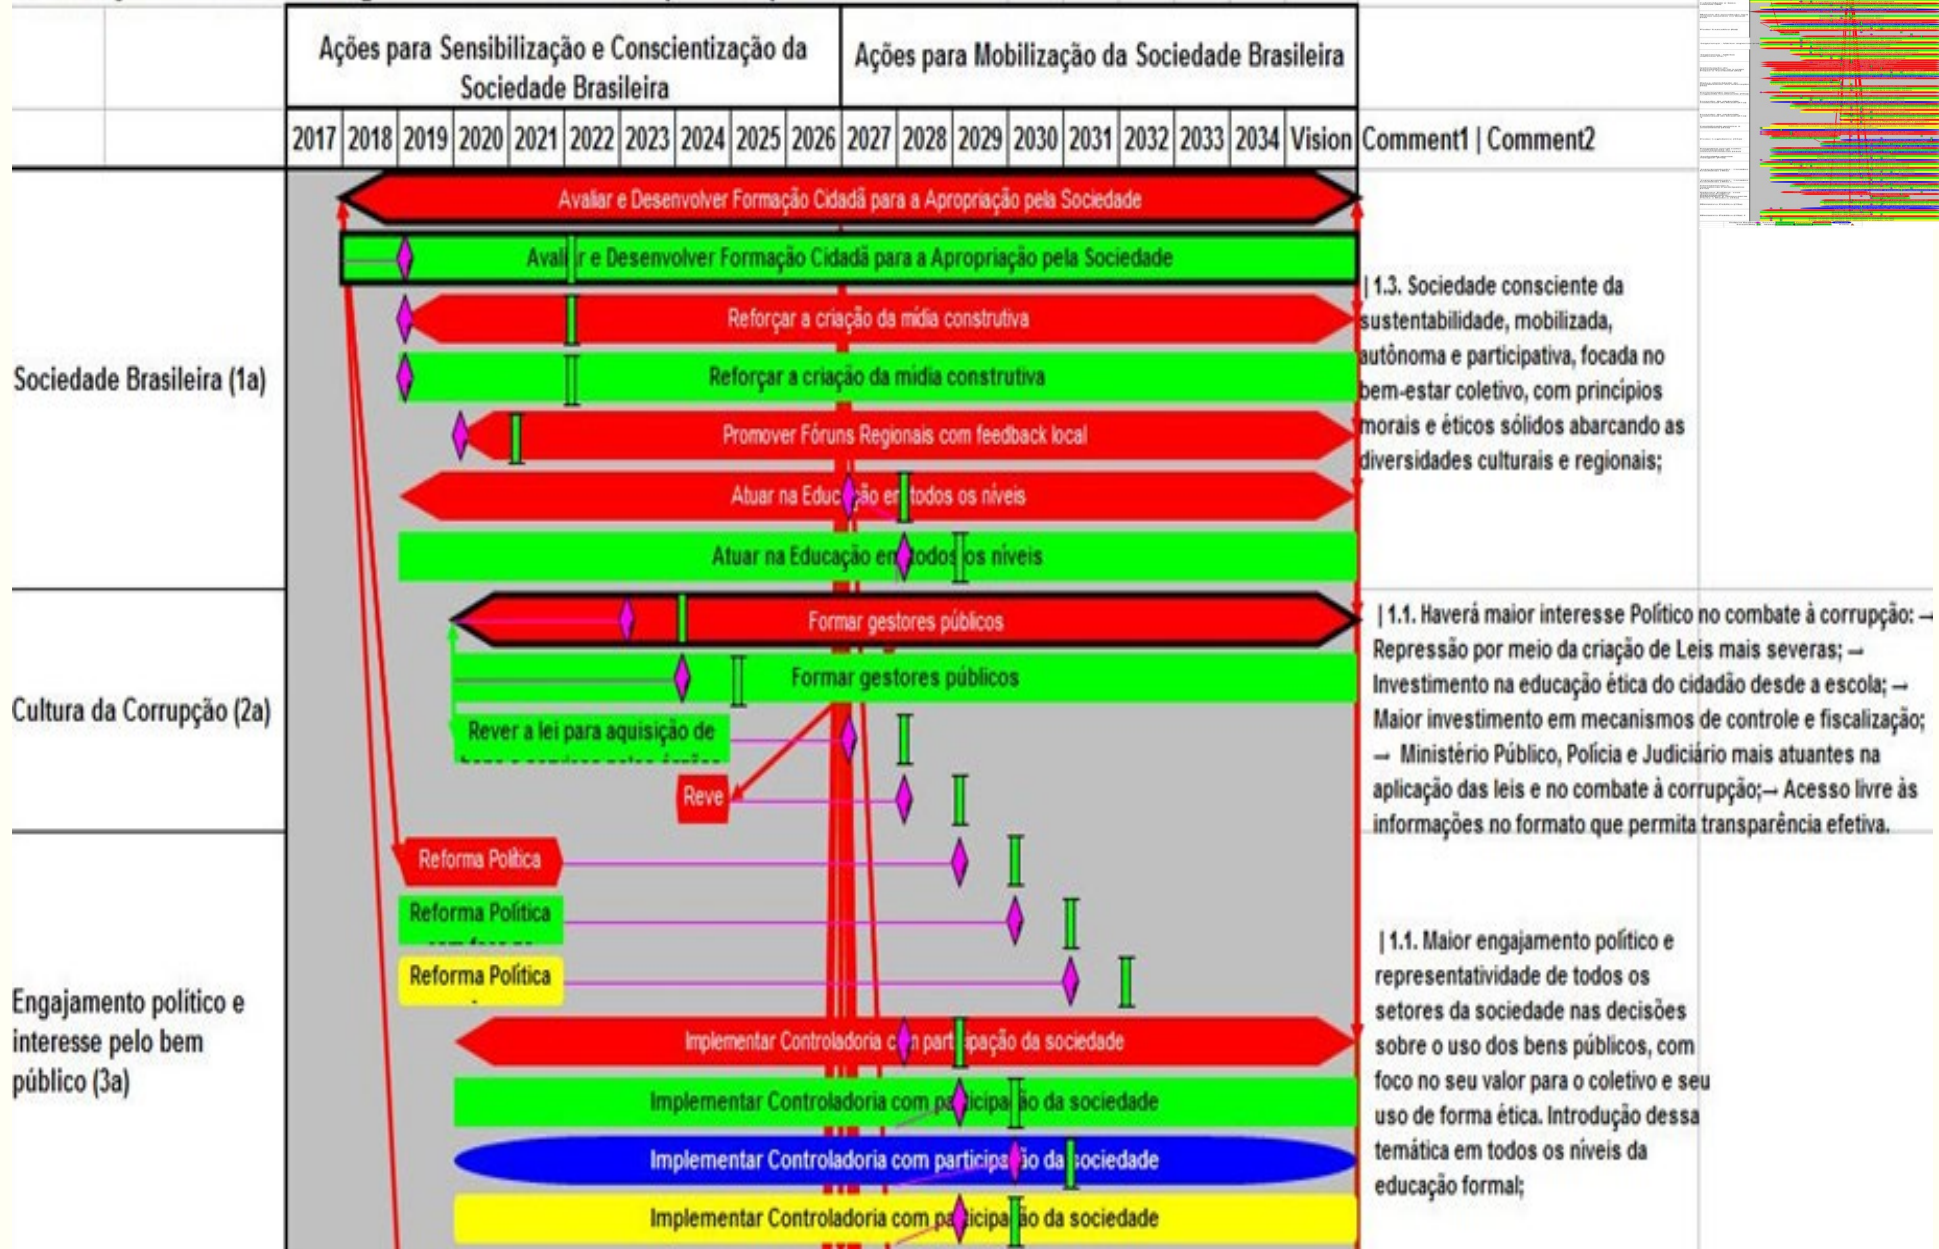 Ações para Sensibilização e Conscientização da
Sociedade Brasileira
Ações para Mobilização da Sociedade Brasileira
2017 2018 2019 2020 2021 2022 2023 2024 2025 2026 2027 2028 2029 2030 2031 2032 2033 2034 Vision Comment1 | Comment2
Sociedade Brasileira (1a)
Avaliar e Desenvolver Formação Cidadã para a Apropriação pela Sociedade
Avaliar e Desenvolver Formação Cidadã para a Apropriação pela Sociedade
Reforçar a criação da mídia construtiva
Reforçar a criação da mídia construtiva
Promover Fóruns Regionais com feedback local
Atuar na Educação em todos os níveis
Atuar na Educação em todos os níveis
| 1.3. Sociedade consciente da
sustentabilidade, mobilizada,
autônoma e participativa, focada no
bem-estar coletivo, com princípios
morais e éticos sólidos abarcando as
diversidades culturais e regionais;
Cultura da Corrupção (2a)
Formar gestores públicos
Formar gestores públicos
Rever a lei para aquisição de
Reve
| 1.1. Haverá maior interesse Político no combate à corrupção: →
Repressão por meio da criação de Leis mais severas; →
Investimento na educação ética do cidadão desde a escola; →
Maior investimento em mecanismos de controle e fiscalização;
→ Ministério Público, Polícia e Judiciário mais atuantes na
aplicação das leis e no combate à corrupção;→ Acesso livre às
informações no formato que permita transparência efetiva.
Engajamento político e
interesse pelo bem
público (3a)
Reforma Política
Reforma Política
Reforma Política
Implementar Controladoria com participação da sociedade
Implementar Controladoria com participação da sociedade
Implementar Controladoria com participação da sociedade
Implementar Controladoria com participação da sociedade
| 1.1. Maior engajamento político e
representatividade de todos os
setores da sociedade nas decisões
sobre o uso dos bens públicos, com
foco no seu valor para o coletivo e seu
uso de forma ética. Introdução dessa
temática em todos os níveis da
educação formal;